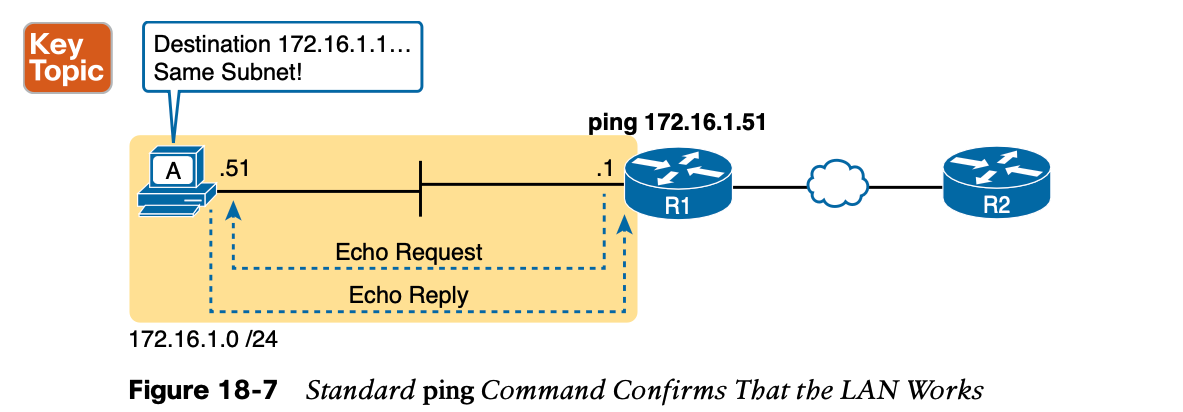 Key
Topic
Destination 172.16.1.1…
Same Subnet!
ping 172.16.1.51
A
.51
.1
R1
R2
Echo Request
Echo Reply
172.16.1.0 /24
Figure 18-7 Standard ping Command Confirms That the LAN Works